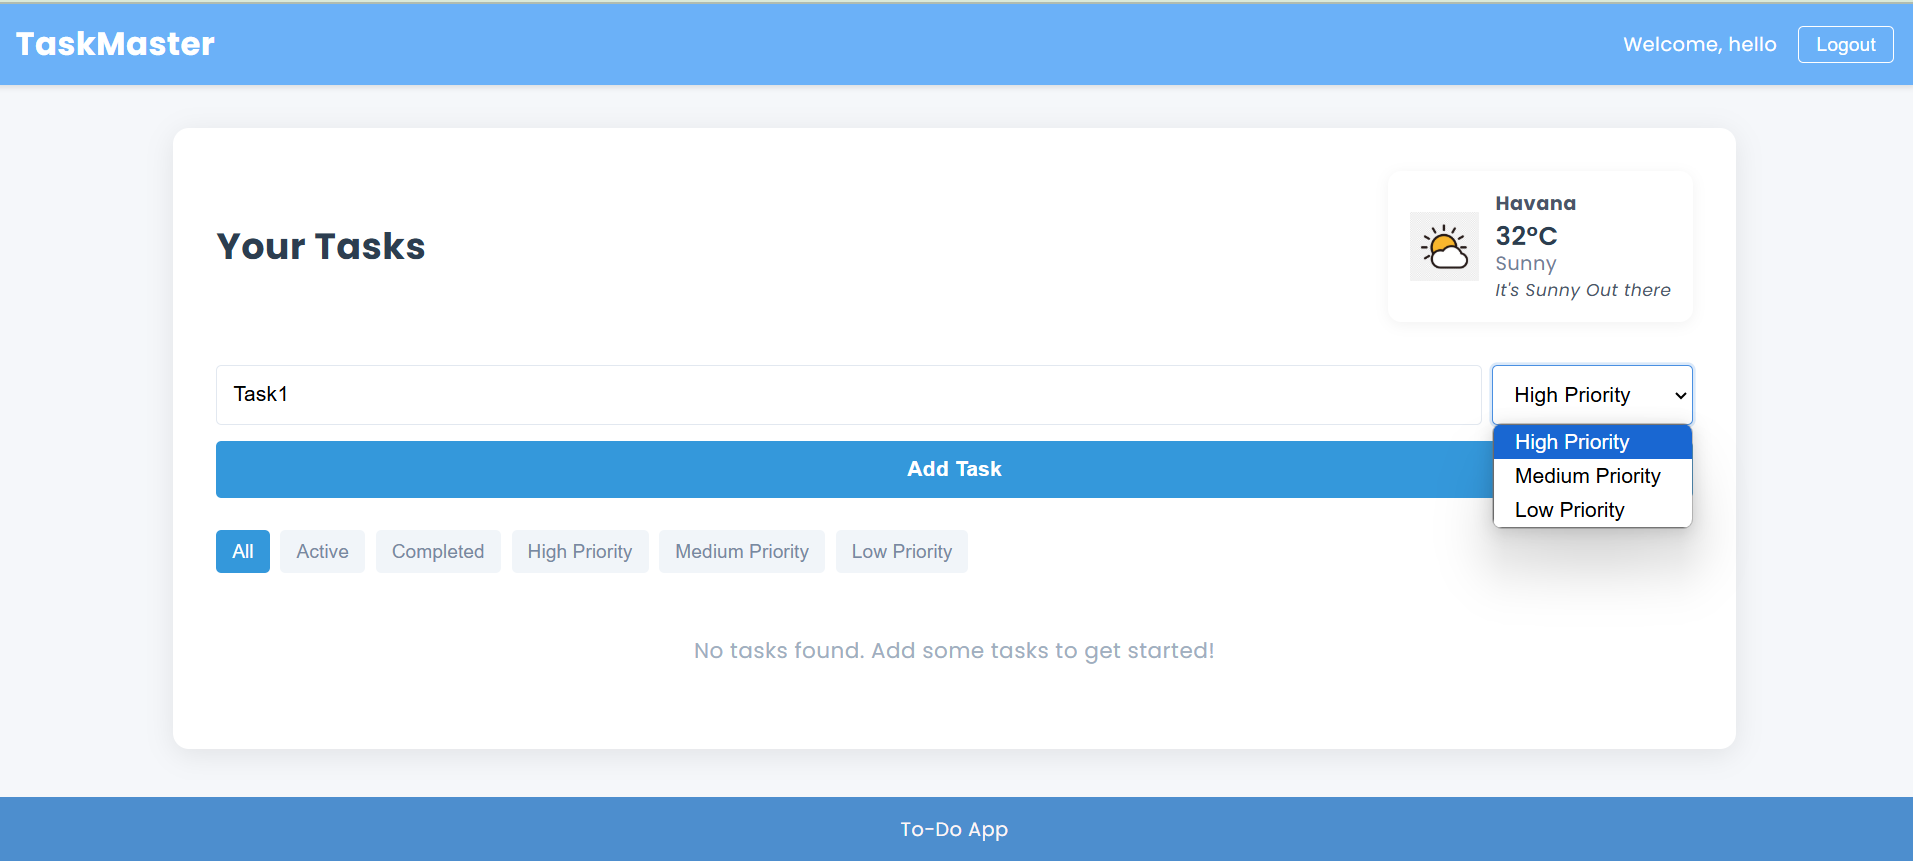 TaskMaster
Welcome, hello
Logout
Your Tasks
Havana
32°C
Sunny
It's Sunny Out there
Task1
High Priority
High Priority
Medium Priority
Low Priority
Add Task
All
Active
Completed
High Priority
Medium Priority
Low Priority
No tasks found. Add some tasks to get started!
To-Do App